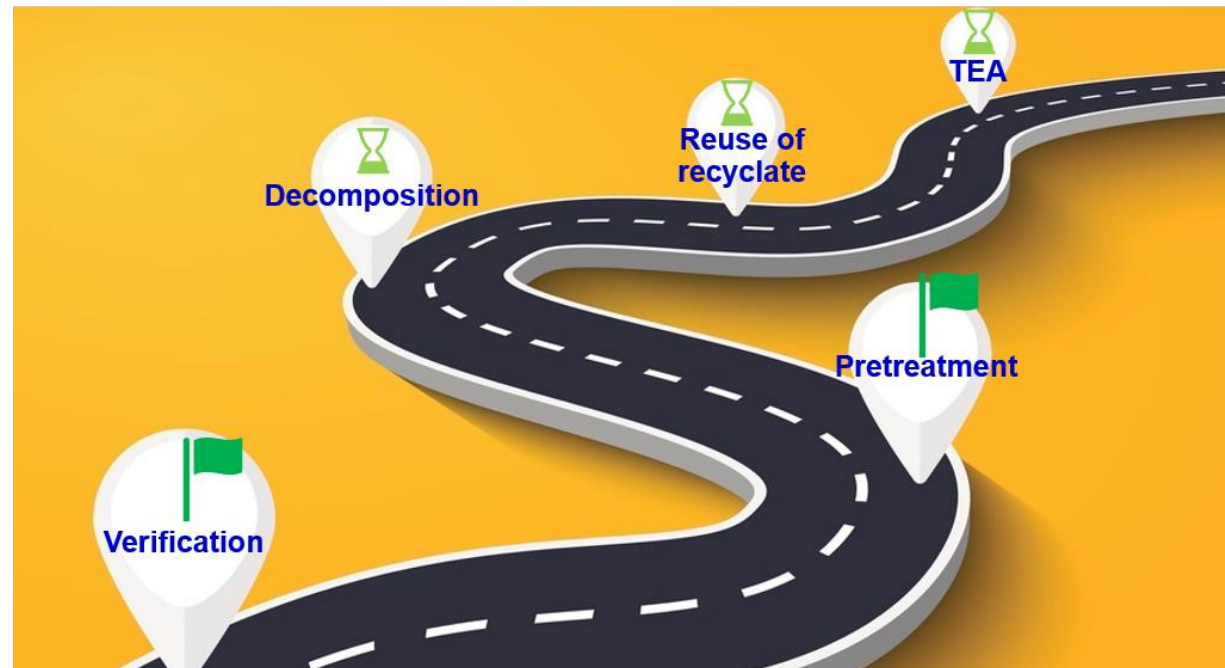 TEA
Reuse of
recyclate
Decomposition
Pretreatment
Verification